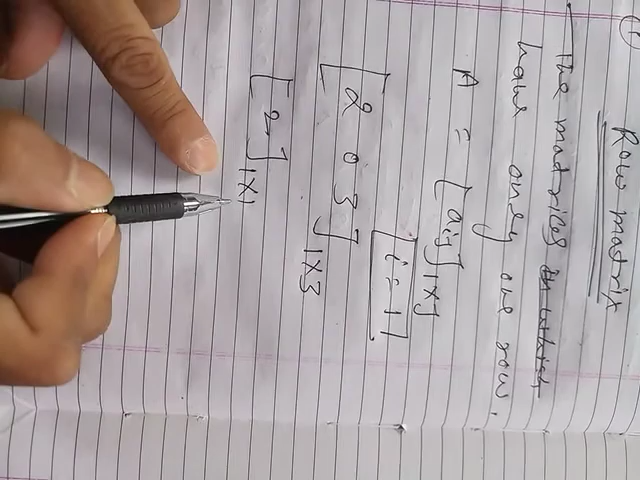 Row matrix
The matrices in which
have only one row.
A = [aij]1×j
[i = 1]
[2 0 3]1×3
[2]1×1